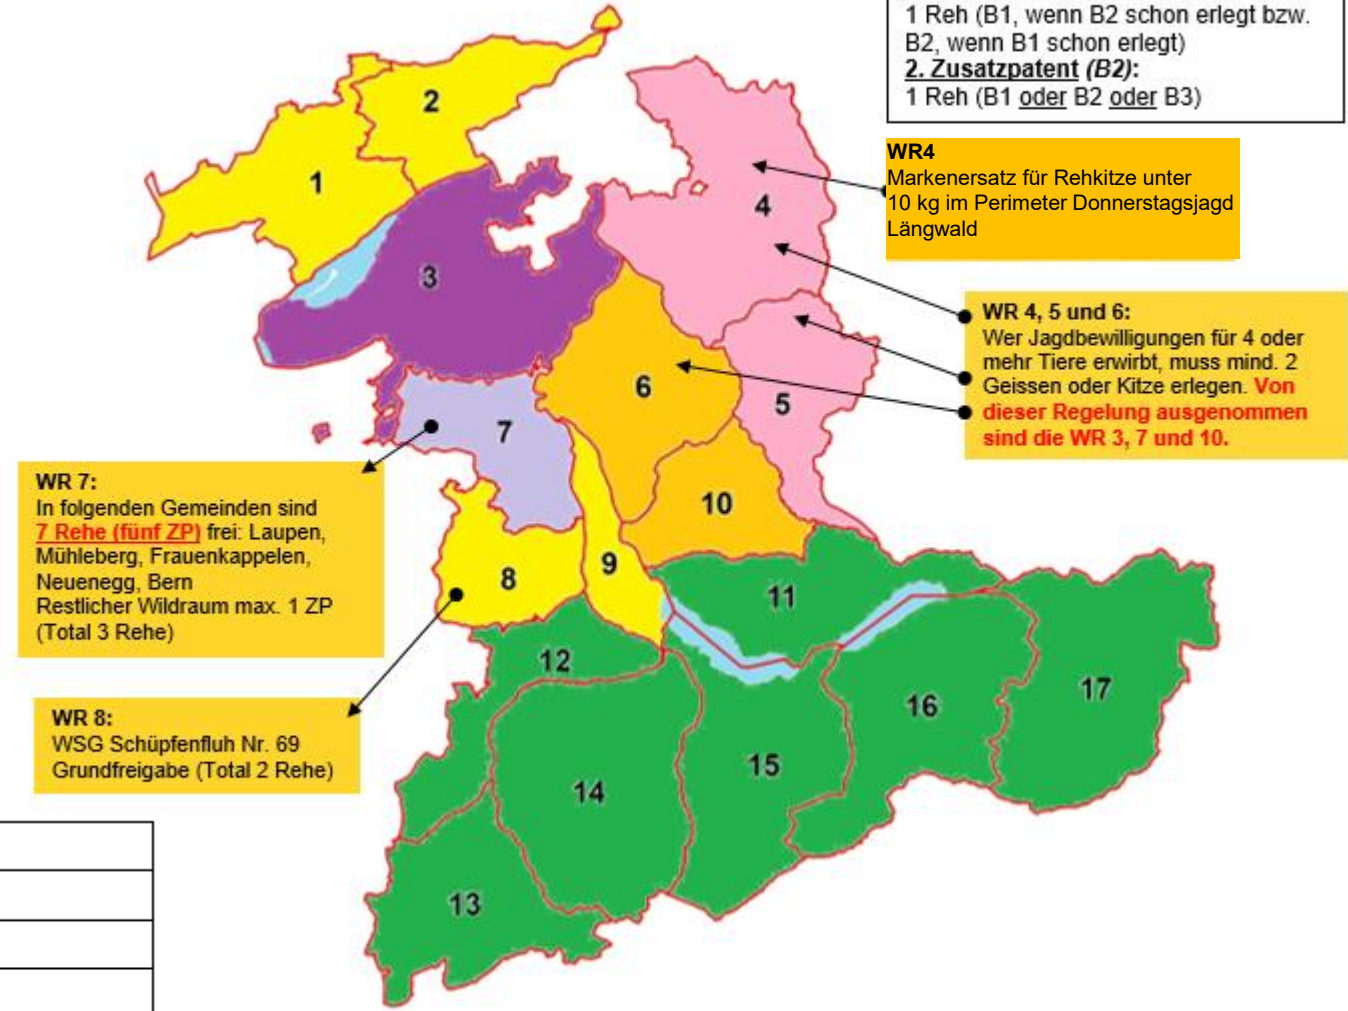 1 Reh (B1, wenn B2 schon erlegt bzw.
B2, wenn B1 schon erlegt)
2. Zusatzpatent (B2):
1 Reh (B1 oder B2 oder B3)
WR4
Markenersatz für Rehkitze unter
10 kg im Perimeter Donnerstagsjagd
Längwald
WR 4, 5 und 6:
Wer Jagdbewilligungen für 4 oder
mehr Tiere erwirbt, muss mind. 2
Geissen oder Kitze erlegen. Von
dieser Regelung ausgenommen
sind die WR 3, 7 und 10.
WR 7:
In folgenden Gemeinden sind
7 Rehe (fünf ZP) frei: Laupen,
Mühleberg, Frauenkappelen,
Neuenegg, Bern
Restlicher Wildraum max. 1 ZP
(Total 3 Rehe)
WR 8:
WSG Schüpfenfluh Nr. 69
Grundfreigabe (Total 2 Rehe)
1
2
3
4
5
6
7
8
9
10
11
12
13
14
15
16
17